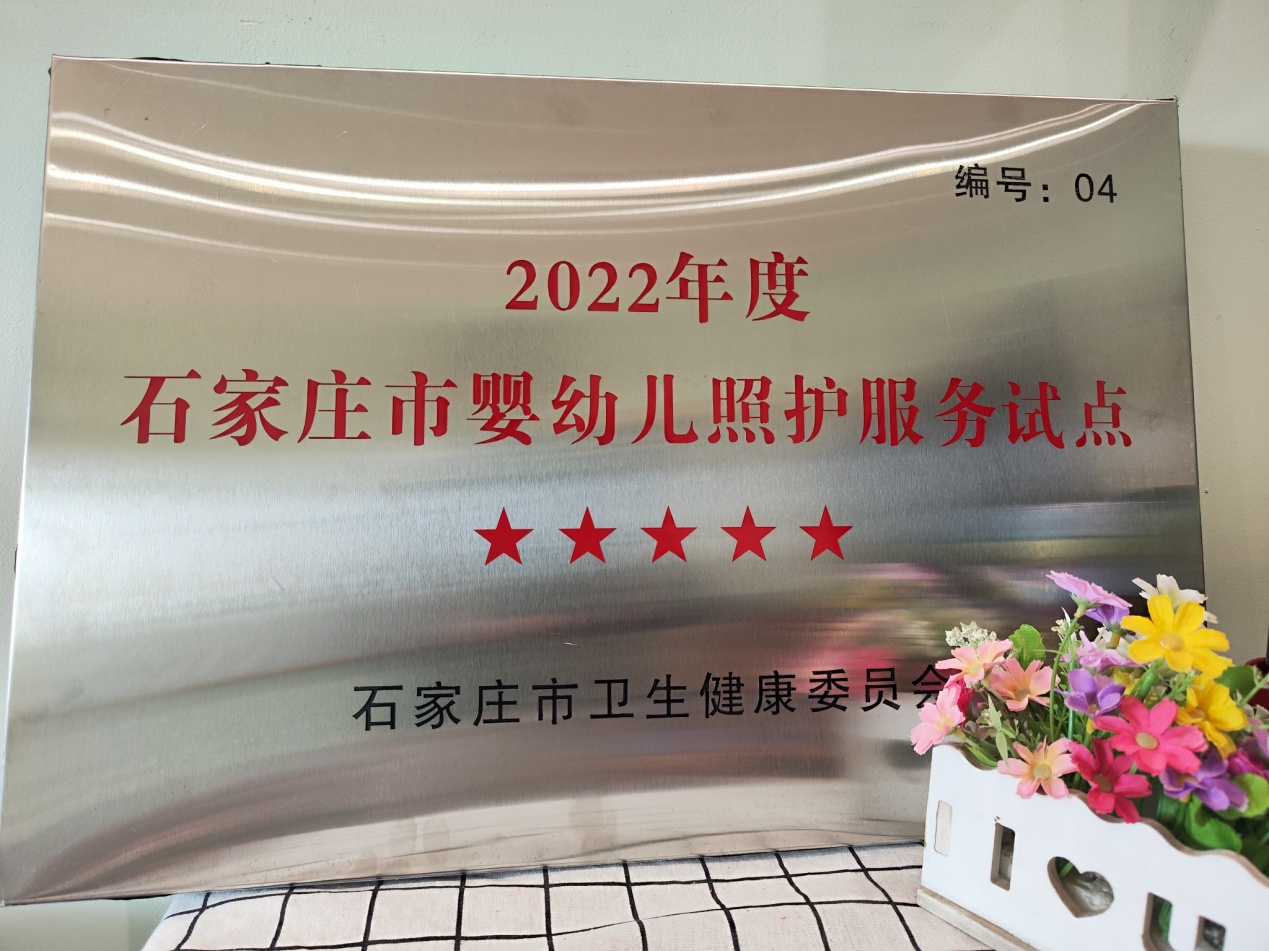 编号：04
2022年度
石家庄市婴幼儿照护服务试点
★★★★★
石家庄市卫生健康委员会
I ♥ U